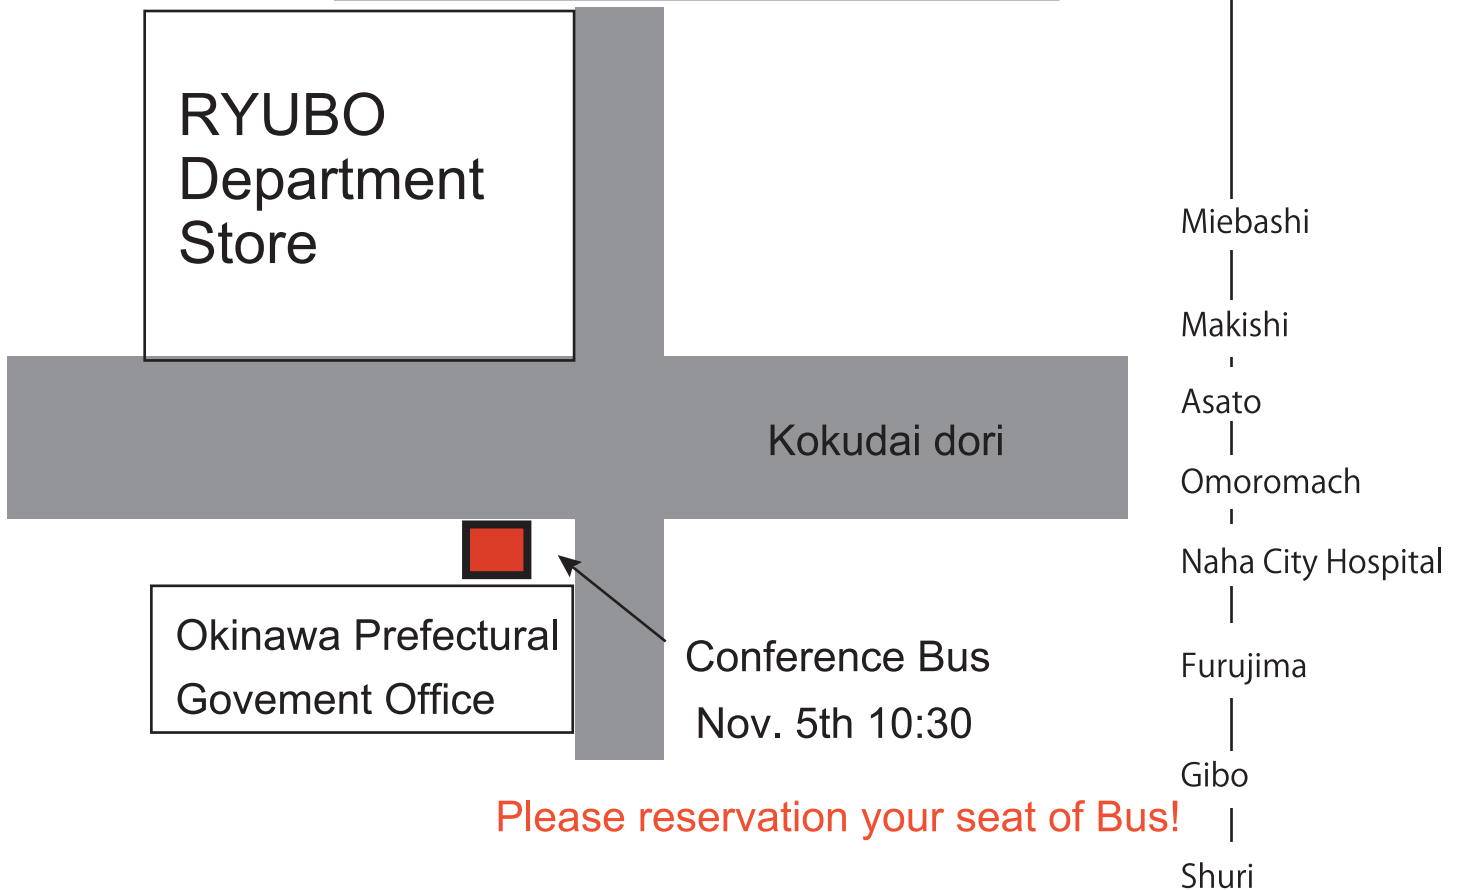 RYUBO
Department
Store
Kokudai dori
Okinawa Prefectural
Govement Office
Conference Bus
Nov. 5th 10:30
Please reservation your seat of Bus!
Miebashi
Makishi
Asato
Omoromach
Naha City Hospital
Furujima
Gibo
Shuri